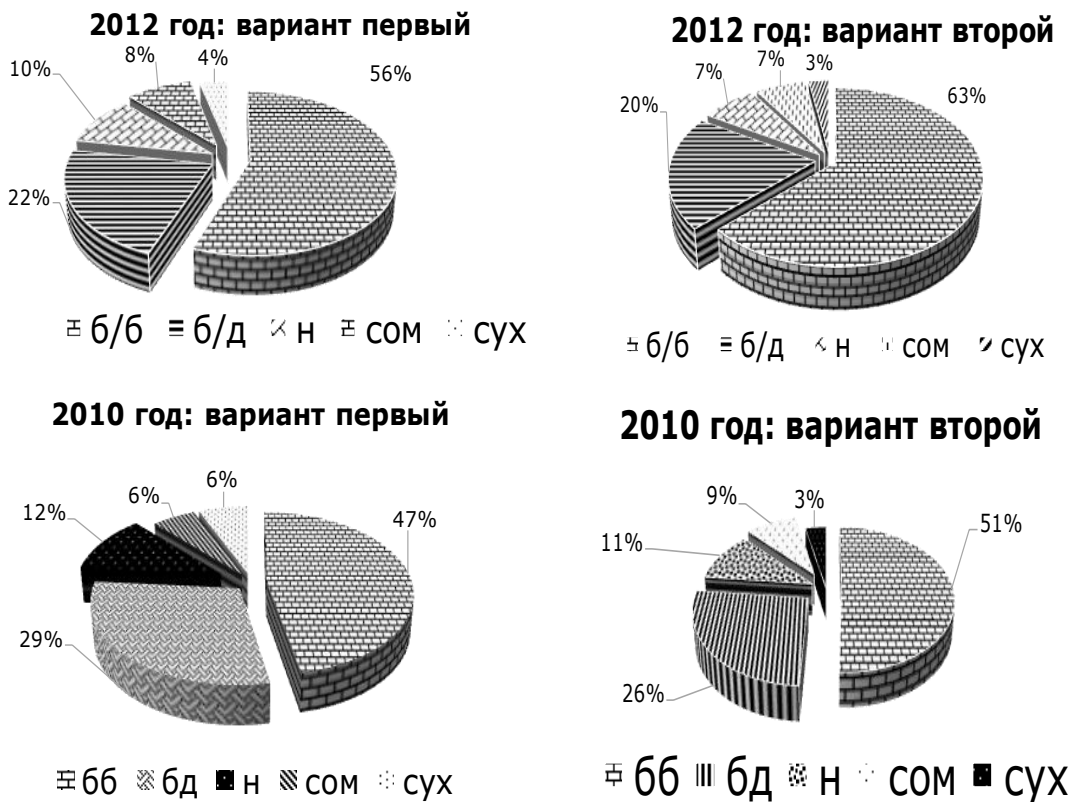 2012 год: вариант первый
10%
8%
4%
56%
22%
б/б б/д н сом сух
2012 год: вариант второй
20%
7%
7%
3%
63%
б/б б/д н сом сух
2010 год: вариант первый
12%
6%
6%
47%
29%
бб бд н сом сух
2010 год: вариант второй
11%
9%
3%
51%
26%
бб бд н сом сух